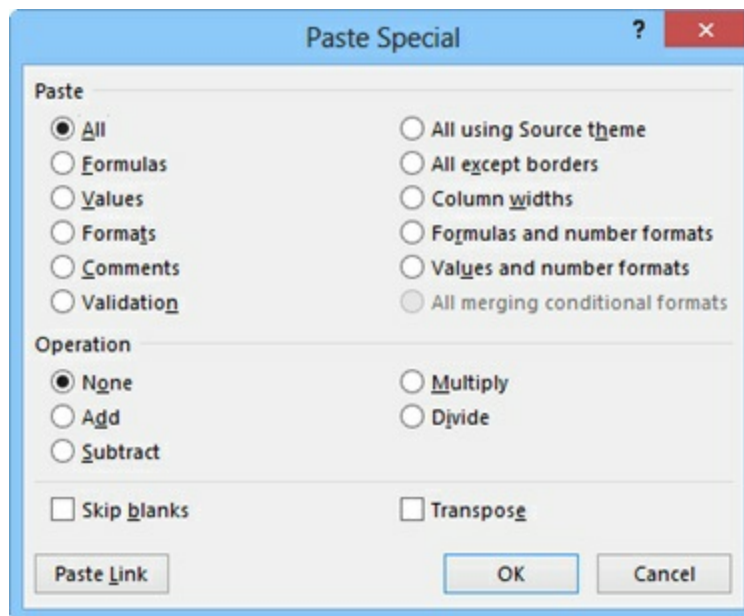 Paste Special
?
Paste
All
All using Source theme
Formulas
All except borders
Values
Column widths
Formats
Formulas and number formats
Comments
Values and number formats
Validation
All merging conditional formats
Operation
None
Multiply
Add
Divide
Subtract
Skip blanks
Transpose
Paste Link
OK
Cancel